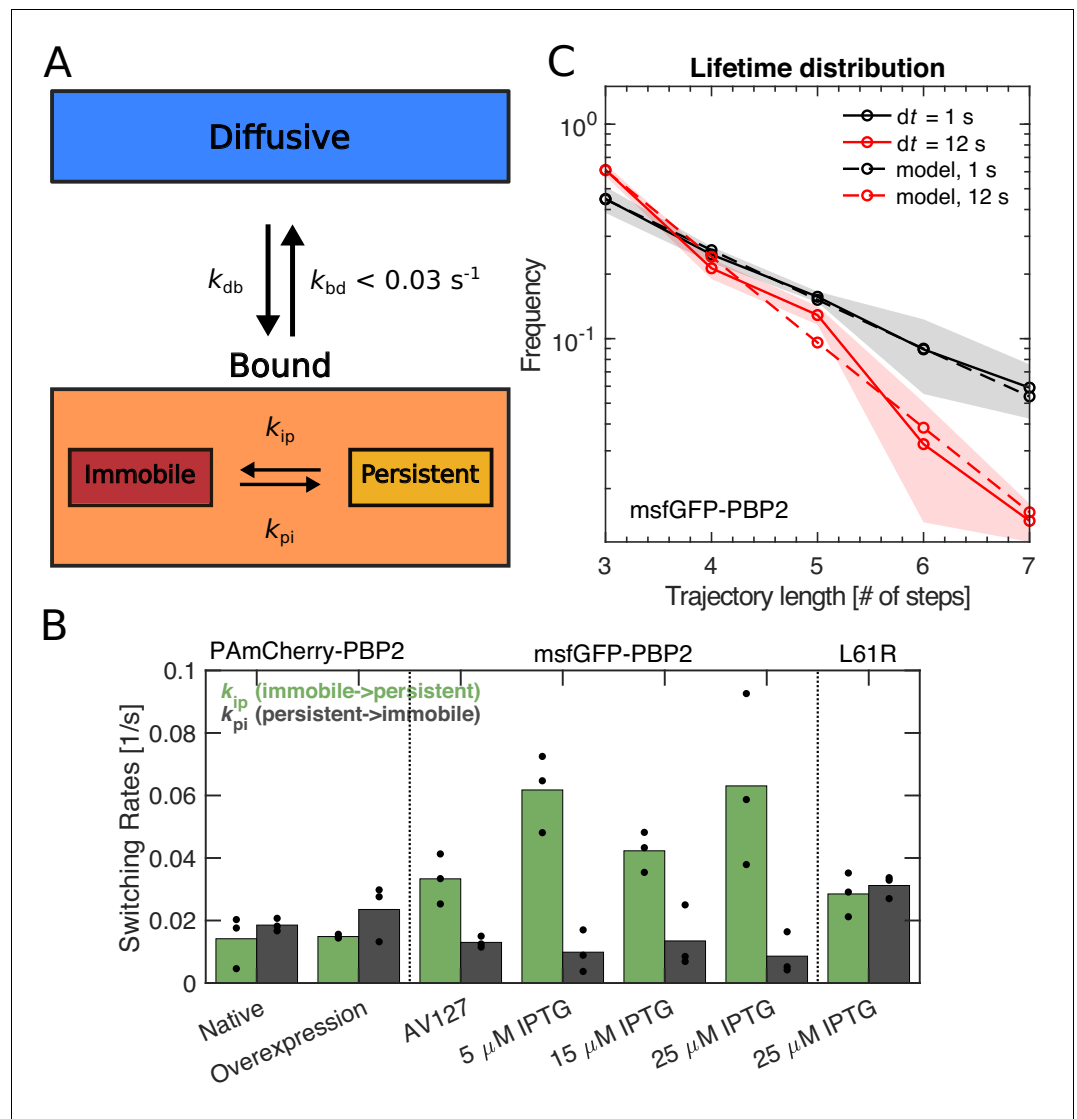 A
Diffusive
k_db
k_bd < 0.03 s⁻¹
Bound
k_ip
Immobile
Persistent
k_pi
C
Lifetime distribution
dt = 1 s
dt = 12 s
model, 1 s
model, 12 s
10⁰
10⁻¹
Frequency
msfGFP-PBP2
3 4 5 6 7
Trajectory length [# of steps]
B
PAmCherry-PBP2 msfGFP-PBP2 L61R
k_ip (immobile->persistent)
k_pi (persistent->immobile)
Switching Rates [1/s]
0.1
0.08
0.06
0.04
0.02
0
Native
Overexpression
AV127
5 μM IPTG
15 μM IPTG
25 μM IPTG
25 μM IPTG